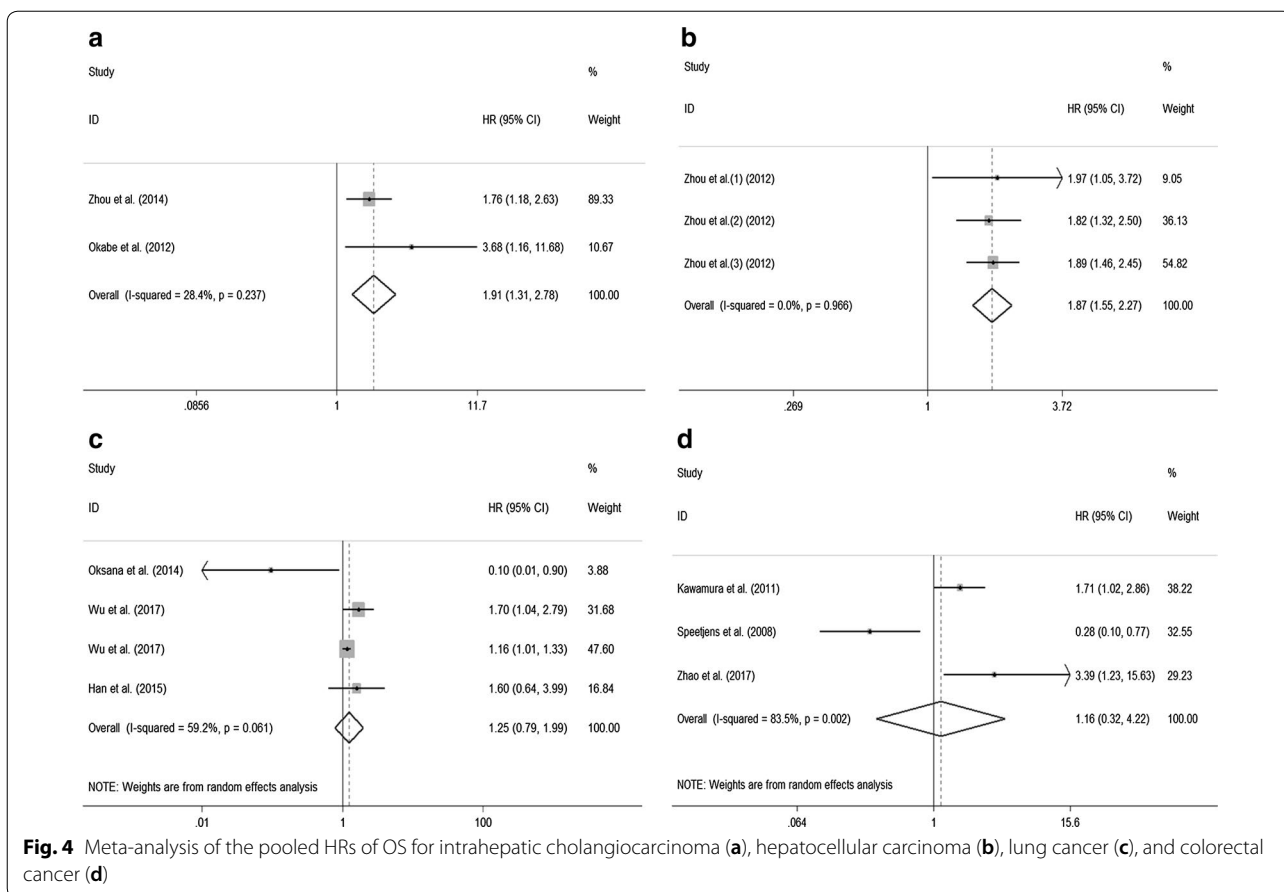 a
Study %
ID HR (95% CI) Weight
Zhou et al. (2014) 1.76 (1.18, 2.63) 89.33
Okabe et al. (2012) 3.68 (1.16, 11.68) 10.67
Overall (I-squared = 28.4%, p = 0.237) 1.91 (1.31, 2.78) 100.00
.0856 1 11.7
b
Study %
ID HR (95% CI) Weight
Zhou et al.(1) (2012) 1.97 (1.05, 3.72) 9.05
Zhou et al.(2) (2012) 1.82 (1.32, 2.50) 36.13
Zhou et al.(3) (2012) 1.89 (1.46, 2.45) 54.82
Overall (I-squared = 0.0%, p = 0.966) 1.87 (1.55, 2.27) 100.00
.269 1 3.72
c
Study %
ID HR (95% CI) Weight
Oksana et al. (2014) 0.10 (0.01, 0.90) 3.88
Wu et al. (2017) 1.70 (1.04, 2.79) 31.68
Wu et al. (2017) 1.16 (1.01, 1.33) 47.60
Han et al. (2015) 1.60 (0.64, 3.99) 16.84
Overall (I-squared = 59.2%, p = 0.061) 1.25 (0.79, 1.99) 100.00
NOTE: Weights are from random effects analysis
.01 1 100
d
Study %
ID HR (95% CI) Weight
Kawamura et al. (2011) 1.71 (1.02, 2.86) 38.22
Speetjens et al. (2008) 0.28 (0.10, 0.77) 32.55
Zhao et al. (2017) 3.39 (1.23, 15.63) 29.23
Overall (I-squared = 83.5%, p = 0.002) 1.16 (0.32, 4.22) 100.00
NOTE: Weights are from random effects analysis
.064 1 15.6
Fig. 4 Meta-analysis of the pooled HRs of OS for intrahepatic cholangiocarcinoma (a), hepatocellular carcinoma (b), lung cancer (c), and colorectal
cancer (d)